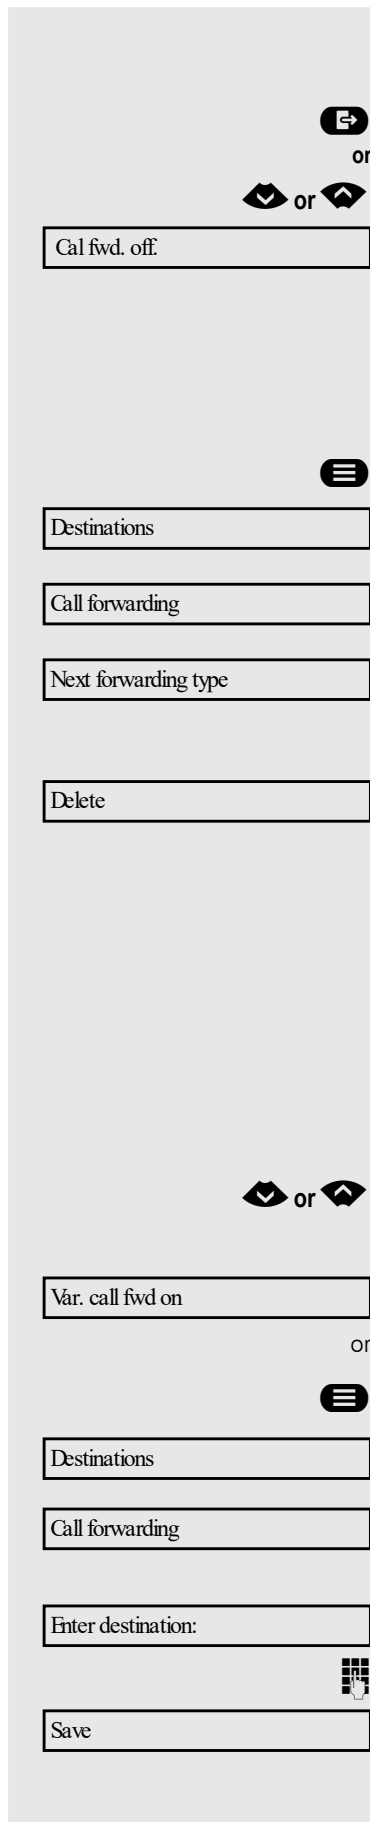 or
or
Cal fwd. off.
Destinations
Call forwarding
Next forwarding type
Delete
or
Var. call fwd on
or
Destinations
Call forwarding
Enter destination:
Save